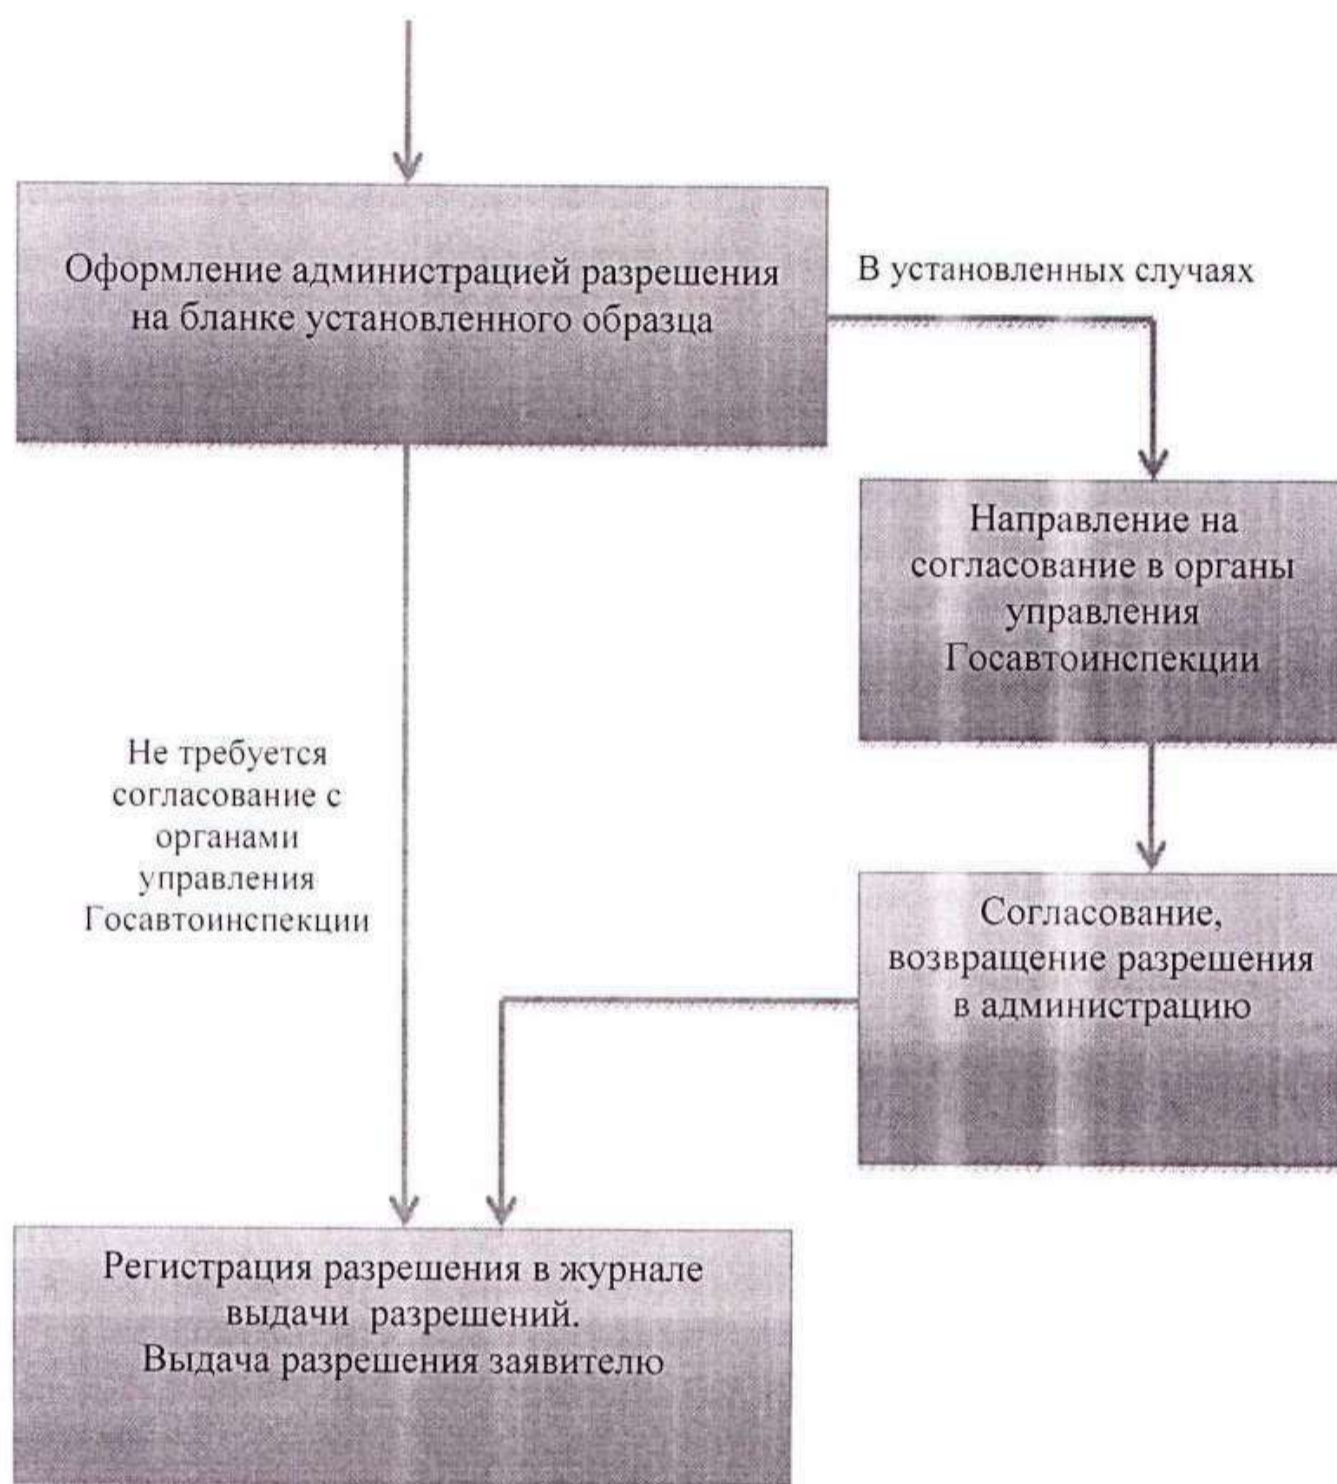 Оформление администрацией разрешения
на бланке установленного образца
В установленных случаях
Направление на
согласование в органы
управления
Госавтоинспекции
Не требуется
согласование с
органами
управления
Госавтоинспекции
Согласование,
возвращение разрешения
в администрацию
Регистрация разрешения в журнале
выдачи разрешений.
Выдача разрешения заявителю